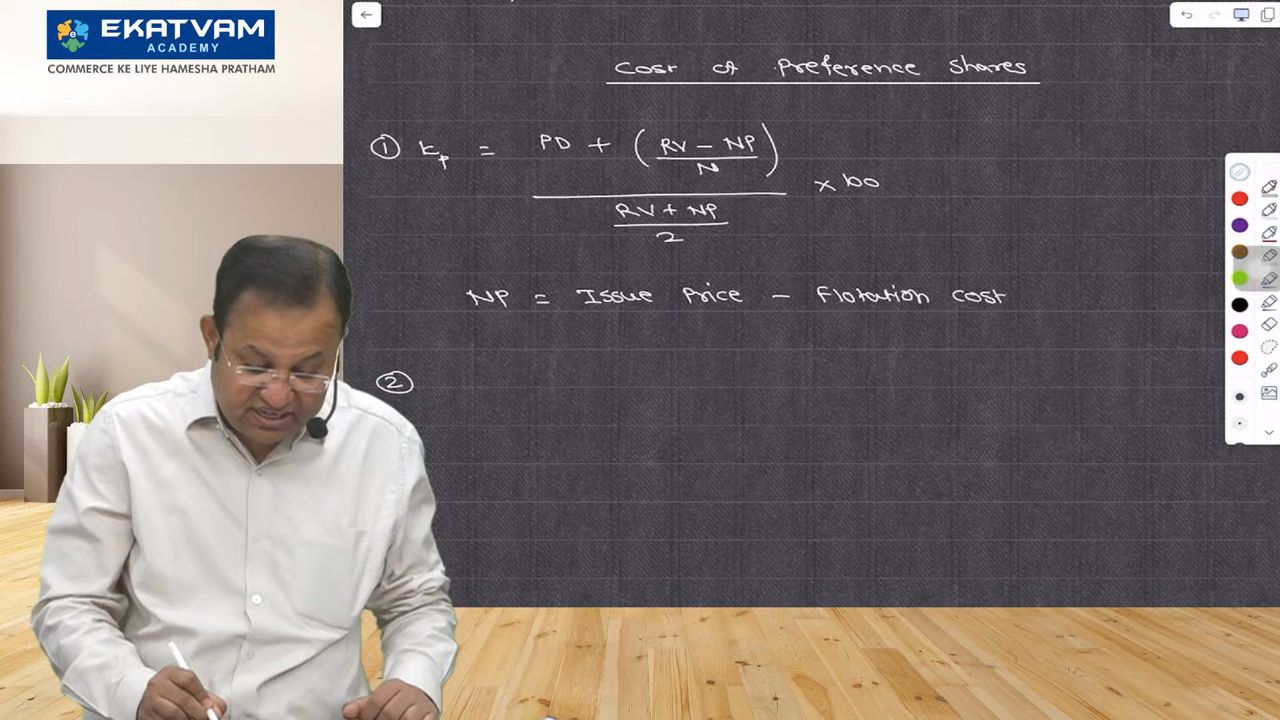 EKATVAM
ACADEMY
COMMERCE KE LIYE HAMESHA PRATHAM
Cost of Preference Shares
① Kp = PD + (RV - NP / N) / (RV + NP / 2) × 100
NP = Issue Price - Flotation cost
②